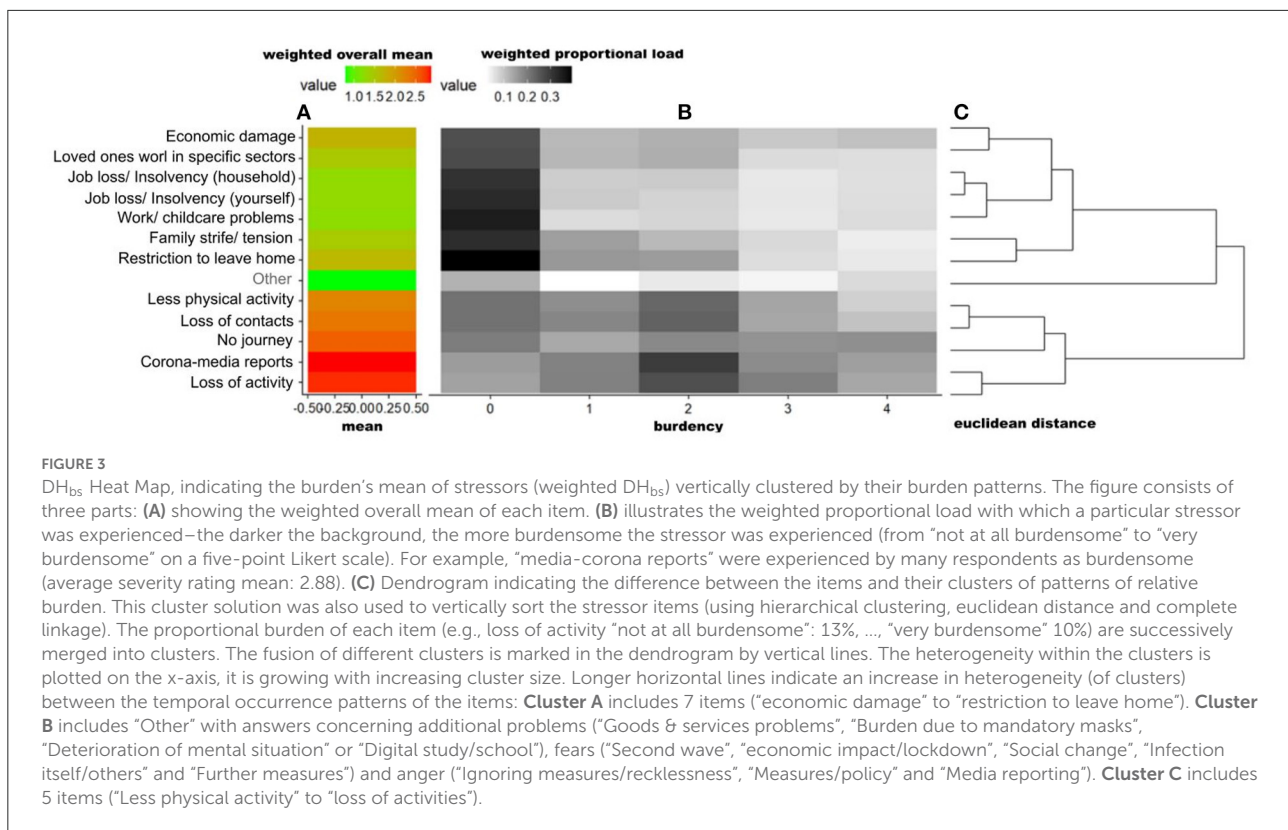 weighted overall mean
weighted proportional load
value
1.0 1.5 2.0 2.5
value
0.1 0.2 0.3
A
B
C
Economic damage
Loved ones worl in specific sectors
Job loss/ Insolvency (household)
Job loss/ Insolvency (yourself)
Work/ childcare problems
Family strife/ tension
Restriction to leave home
Other
Less physical activity
Loss of contacts
No journey
Corona-media reports
Loss of activity
-0.50 -0.25 0.00 0.25 0.50
mean
0 1 2 3 4
burdency
euclidean distance
FIGURE 3
DHbs Heat Map, indicating the burden's mean of stressors (weighted DHbs) vertically clustered by their burden patterns. The figure consists of
three parts: (A) showing the weighted overall mean of each item. (B) illustrates the weighted proportional load with which a particular stressor
was experienced–the darker the background, the more burdensome the stressor was experienced (from "not at all burdensome" to "very
burdensome" on a five-point Likert scale). For example, "media-corona reports" were experienced by many respondents as burdensome
(average severity rating mean: 2.88). (C) Dendrogram indicating the difference between the items and their clusters of patterns of relative
burden. This cluster solution was also used to vertically sort the stressor items (using hierarchical clustering, euclidean distance and complete
linkage). The proportional burden of each item (e.g., loss of activity "not at all burdensome": 13%, ..., "very burdensome" 10%) are successively
merged into clusters. The fusion of different clusters is marked in the dendrogram by vertical lines. The heterogeneity within the clusters is
plotted on the x-axis, it is growing with increasing cluster size. Longer horizontal lines indicate an increase in heterogeneity (of clusters)
between the temporal occurrence patterns of the items: Cluster A includes 7 items ("economic damage" to "restriction to leave home"). Cluster
B includes "Other" with answers concerning additional problems ("Goods & services problems", "Burden due to mandatory masks",
"Deterioration of mental situation" or "Digital study/school"), fears ("Second wave", "economic impact/lockdown", "Social change", "Infection
itself/others" and "Further measures") and anger ("Ignoring measures/recklessness", "Measures/policy" and "Media reporting"). Cluster C includes
5 items ("Less physical activity" to "loss of activities").